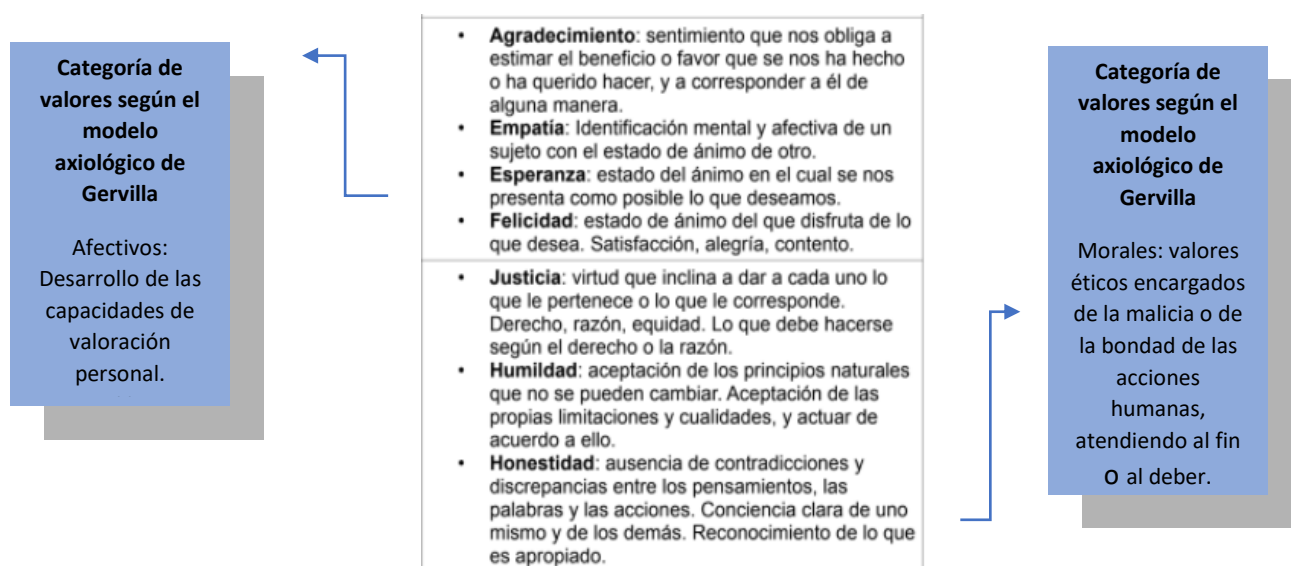 Categoría de
valores según el
modelo
axiológico de
Gervilla
Afectivos:
Desarrollo de las
capacidades de
valoración
personal.
• Agradecimiento: sentimiento que nos obliga a
estimar el beneficio o favor que se nos ha hecho
o ha querido hacer, y a corresponder a él de
alguna manera.
• Empatía: Identificación mental y afectiva de un
sujeto con el estado de ánimo de otro.
• Esperanza: estado del ánimo en el cual se nos
presenta como posible lo que deseamos.
• Felicidad: estado de ánimo del que disfruta de lo
que desea. Satisfacción, alegría, contento.
• Justicia: virtud que inclina a dar a cada uno lo
que le pertenece o lo que le corresponde.
Derecho, razón, equidad. Lo que debe hacerse
según el derecho o la razón.
• Humildad: aceptación de los principios naturales
que no se pueden cambiar. Aceptación de las
propias limitaciones y cualidades, y actuar de
acuerdo a ello.
• Honestidad: ausencia de contradicciones y
discrepancias entre los pensamientos, las
palabras y las acciones. Conciencia clara de uno
mismo y de los demás. Reconocimiento de lo que
es apropiado.
Categoría de
valores según el
modelo
axiológico de
Gervilla
Morales: valores
éticos encargados
de la malicia o de
la bondad de las
acciones
humanas,
atendiendo al fin
o al deber.